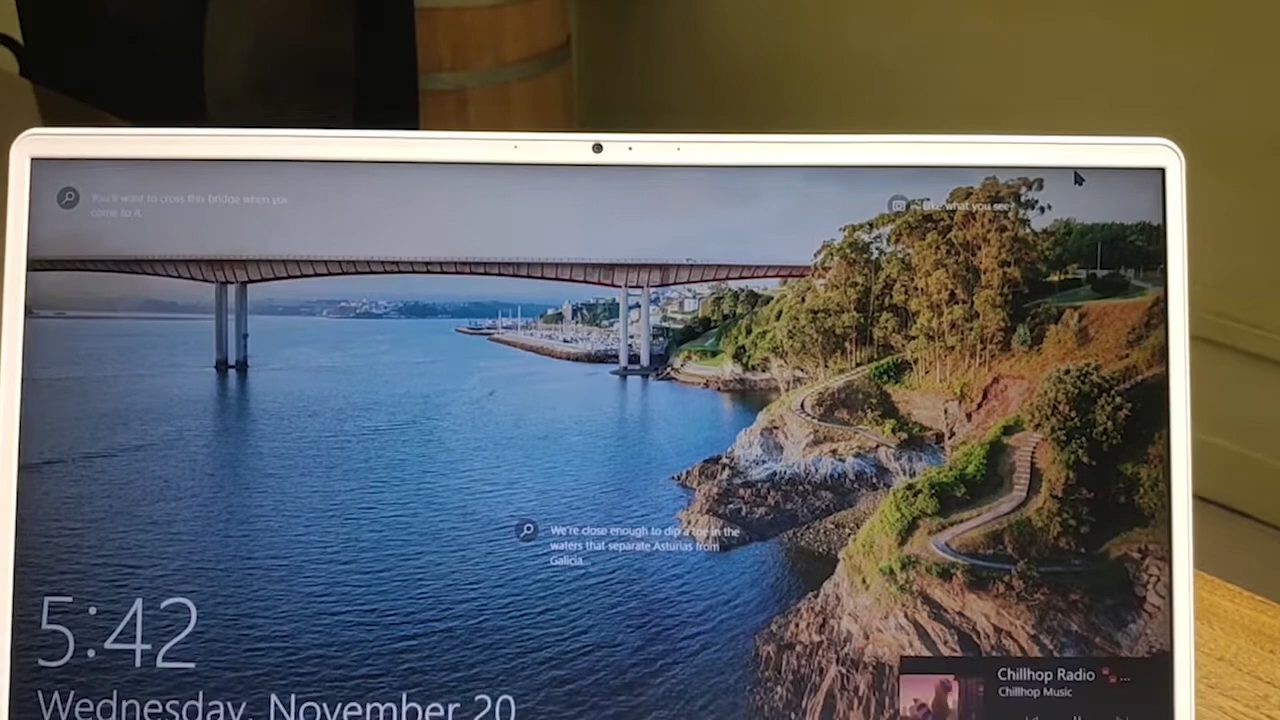 You'll want to cross this bridge when you
come to it.
Like what you see?
We're close enough to dip a toe in the
waters that separate Asturias from
Galicia...
5:42
Wednesday, November 20
Chillhop Radio
Chillhop Music